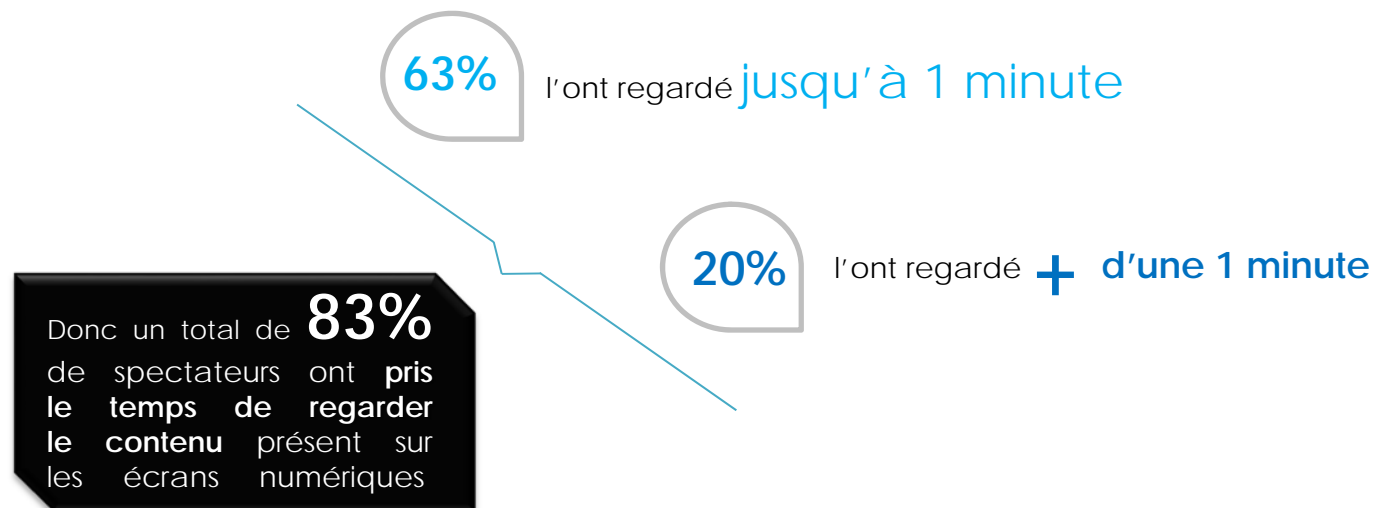 63% l'ont regardé jusqu'à 1 minute
20% l'ont regardé + d'une 1 minute
Donc un total de 83%
de spectateurs ont pris
le temps de regarder
le contenu présent sur
les écrans numériques